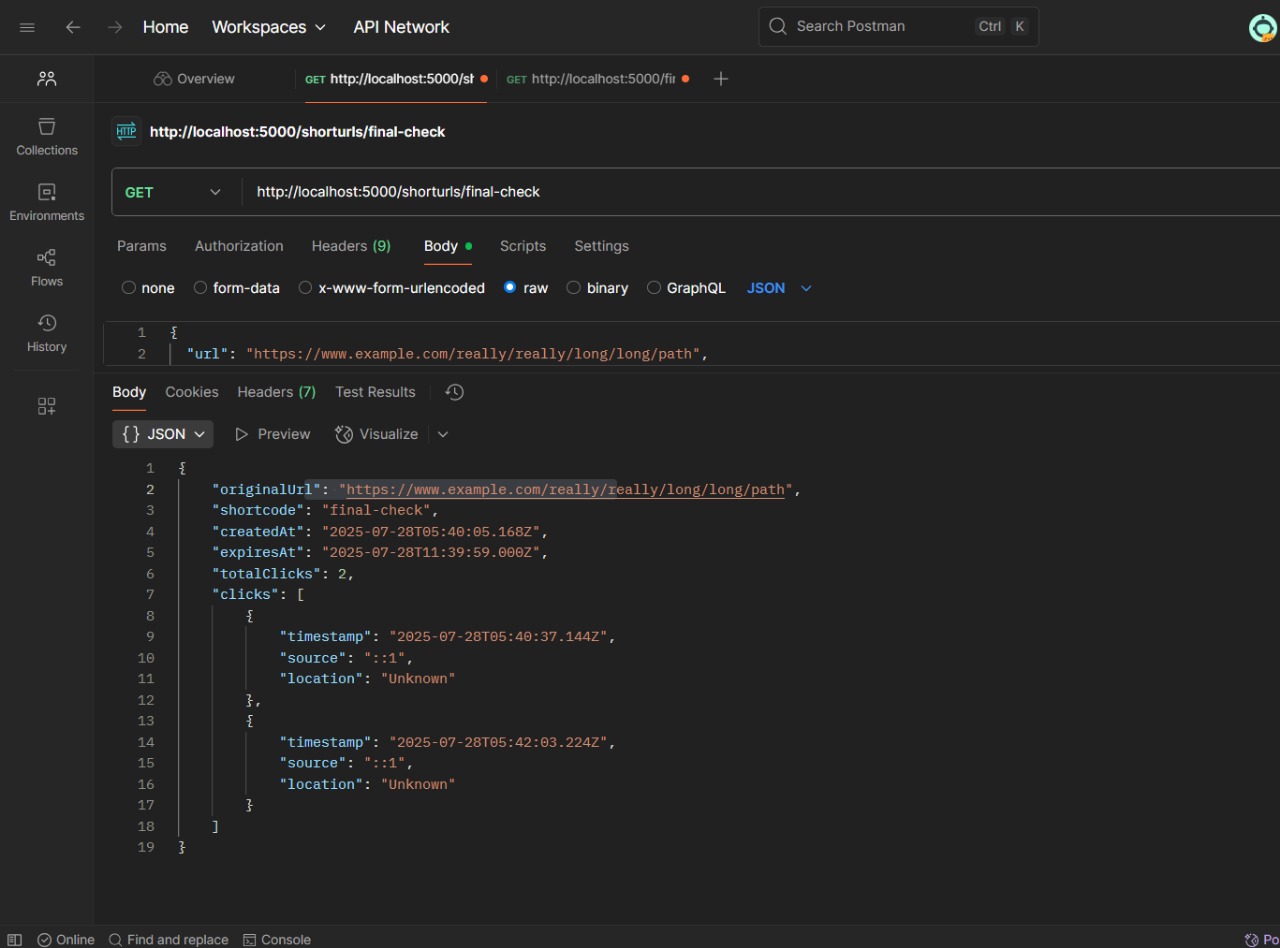 Home Workspaces API Network Search Postman Ctrl K
Overview GET http://localhost:5000/sh GET http://localhost:5000/fir
HTTP http://localhost:5000/shorturls/final-check
Collections
GET http://localhost:5000/shorturls/final-check
Environments
Params Authorization Headers (9) Body Scripts Settings
Flows
none form-data x-www-form-urlencoded raw binary GraphQL JSON
History
1 {
2 "url": "https://www.example.com/really/really/long/long/path",
Body Cookies Headers (7) Test Results
{} JSON Preview Visualize
1 {
2 "originalUrl": "https://www.example.com/really/really/long/long/path",
3 "shortcode": "final-check",
4 "createdAt": "2025-07-28T05:40:05.168Z",
5 "expiresAt": "2025-07-28T11:39:59.000Z",
6 "totalClicks": 2,
7 "clicks": [
8 {
9 "timestamp": "2025-07-28T05:40:37.144Z",
10 "source": "::1",
11 "location": "Unknown"
12 },
13 {
14 "timestamp": "2025-07-28T05:42:03.224Z",
15 "source": "::1",
16 "location": "Unknown"
17 }
18 ]
19 }
Online Find and replace Console Po